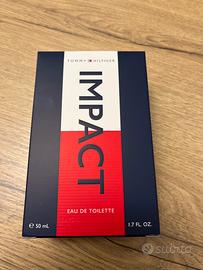 TOMMY HILFIGER
IMPACT
EAU DE TOILETTE
℮ 50 mL
1.7 FL. OZ.
subito